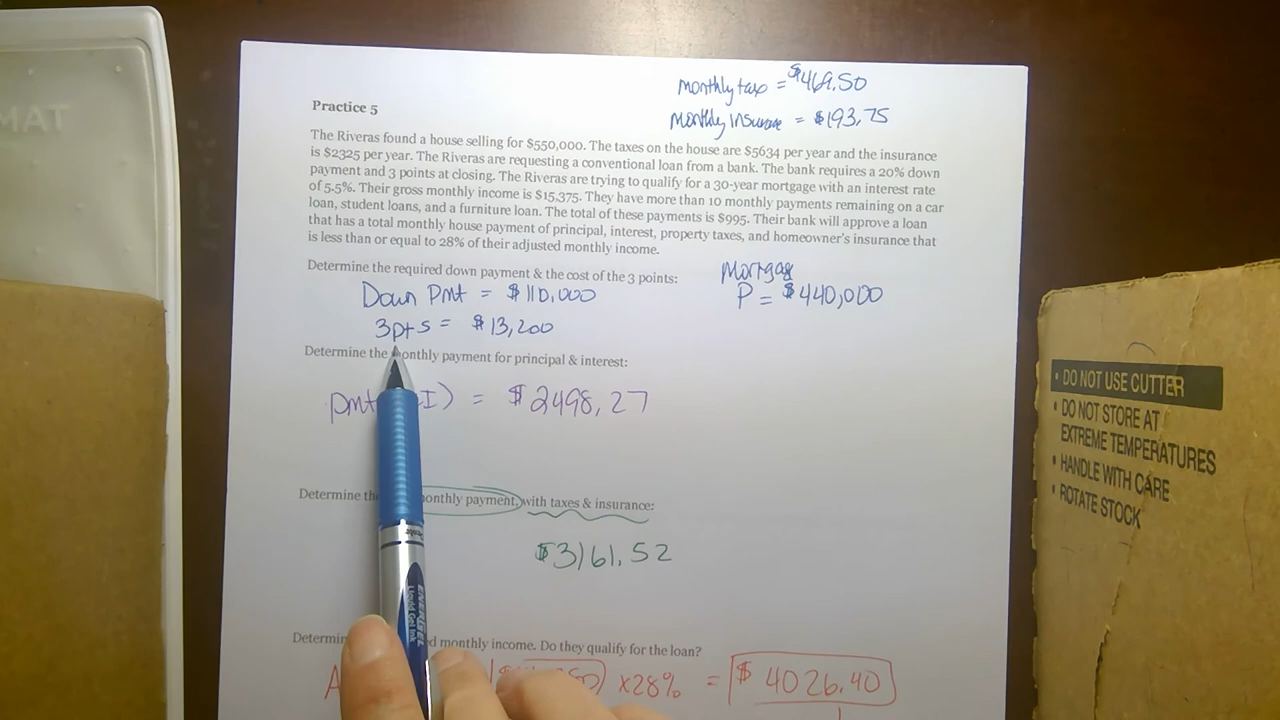 MAT
monthly tax = $469.50
monthly insurance = $193.75
Practice 5
The Riveras found a house selling for $550,000. The taxes on the house are $5634 per year and the insurance
is $2325 per year. The Riveras are requesting a conventional loan from a bank. The bank requires a 20% down
payment and 3 points at closing. The Riveras are trying to qualify for a 30-year mortgage with an interest rate
of 5.5%. Their gross monthly income is $15,375. They have more than 10 monthly payments remaining on a car
loan, student loans, and a furniture loan. The total of these payments is $995. Their bank will approve a loan
that has a total monthly house payment of principal, interest, property taxes, and homeowner's insurance that
is less than or equal to 28% of their adjusted monthly income.
Determine the required down payment & the cost of the 3 points:
Mortgag
Down Pmt = $110,000
P = $440,000
3pts = $13,200
Determine the monthly payment for principal & interest:
pmt I) = $2498.27
Determine th onthly payment, with taxes & insurance:
$3161.52
Determin d monthly income. Do they qualify for the loan?
A x28% = $4026.40
• DO NOT USE CUTTER
• DO NOT STORE AT
EXTREME TEMPERATURES
• HANDLE WITH CARE
• ROTATE STOCK
ENERGEL
Liquid Gel Ink